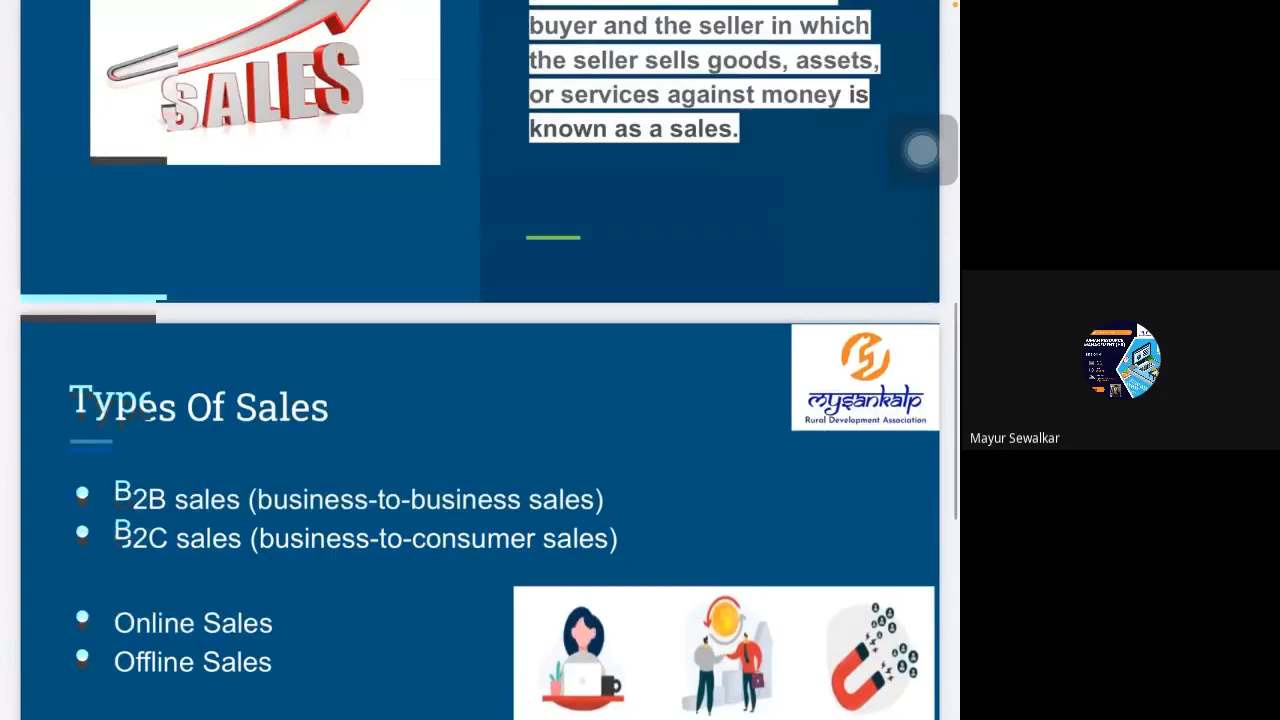 SALES
buyer and the seller in which
the seller sells goods, assets,
or services against money is
known as a sales.
mysankalp
Rural Development Association
Types Of Sales
B2B sales (business-to-business sales)
B2C sales (business-to-consumer sales)
Online Sales
Offline Sales
Mayur Sewalkar